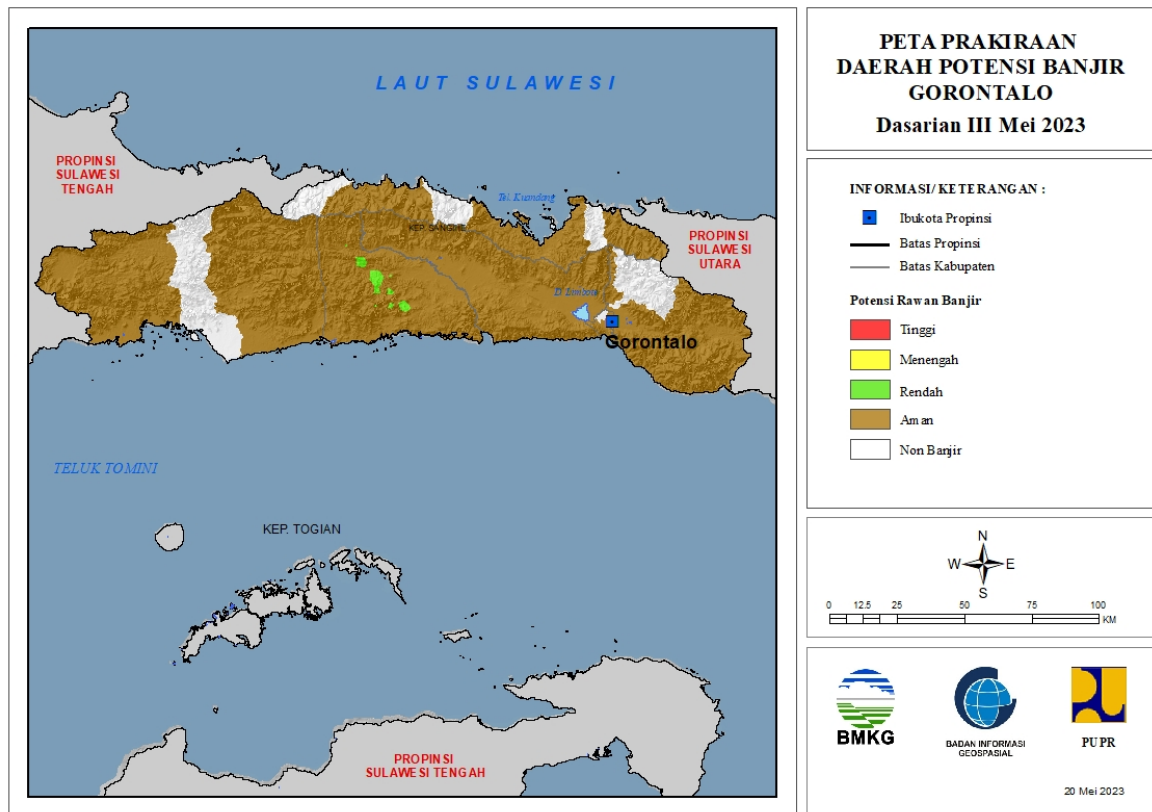 LAUT SULAWESI
PROPINSI
SULAWESI
TENGAH
Tel. Kuandang
KEP. SANGIHE
PROPINSI
SULAWESI
UTARA
D. Limboto
Gorontalo
TELUK TOMINI
KEP. TOGIAN
PROPINSI
SULAWESI TENGAH
PETA PRAKIRAAN
DAERAH POTENSI BANJIR
GORONTALO
Dasarian III Mei 2023
INFORMASI/ KETERANGAN :
Ibukota Propinsi
Batas Propinsi
Batas Kabupaten
Potensi Rawan Banjir
Tinggi
Menengah
Rendah
Aman
Non Banjir
N
W E
S
0 12.5 25 50 75 100
KM
BMKG
BADAN INFORMASI
GEOSPASIAL
PUPR
20 Mei 2023